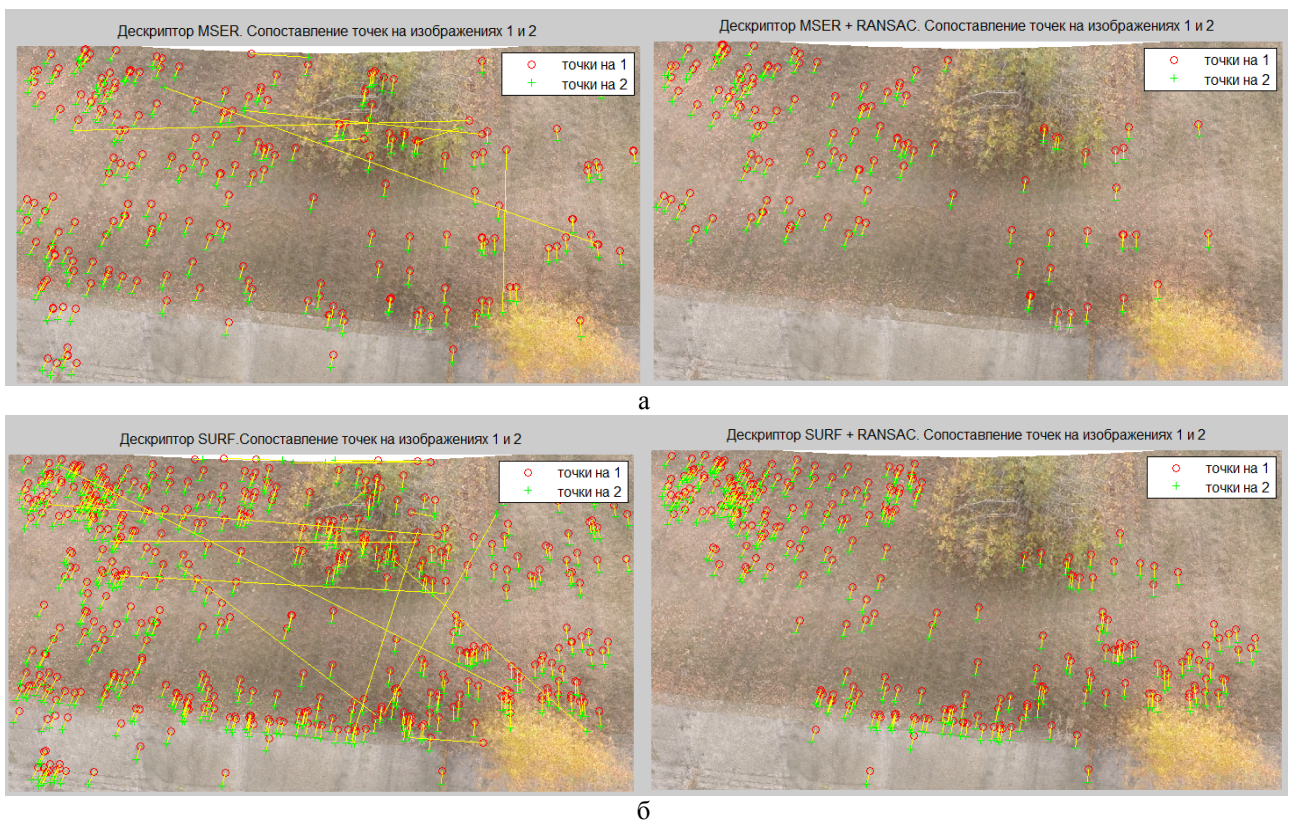 Дескриптор MSER. Сопоставление точек на изображениях 1 и 2
точки на 1
точки на 2
Дескриптор MSER + RANSAC. Сопоставление точек на изображениях 1 и 2
точки на 1
точки на 2
а
Дескриптор SURF.Сопоставление точек на изображениях 1 и 2
точки на 1
точки на 2
Дескриптор SURF + RANSAC. Сопоставление точек на изображениях 1 и 2
точки на 1
точки на 2
б